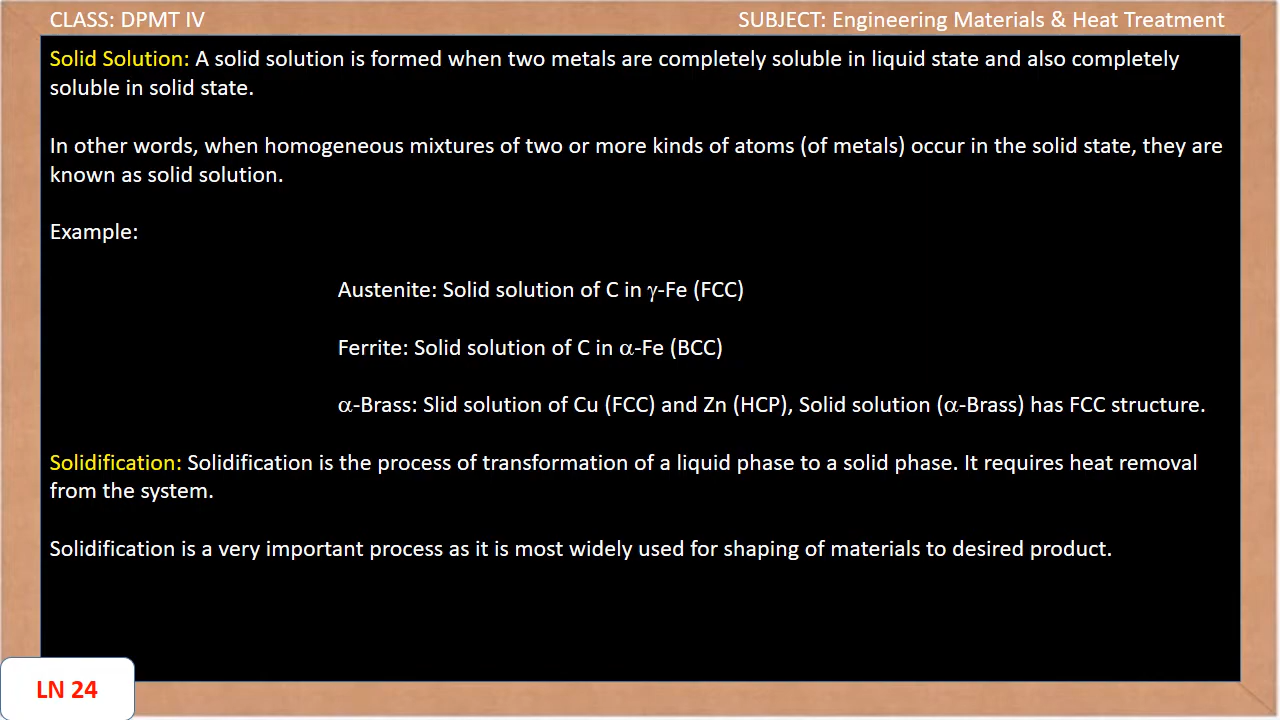 CLASS: DPMT IV
SUBJECT: Engineering Materials & Heat Treatment
Solid Solution: A solid solution is formed when two metals are completely soluble in liquid state and also completely
soluble in solid state.
In other words, when homogeneous mixtures of two or more kinds of atoms (of metals) occur in the solid state, they are
known as solid solution.
Example:
Austenite: Solid solution of C in γ-Fe (FCC)
Ferrite: Solid solution of C in α-Fe (BCC)
α-Brass: Slid solution of Cu (FCC) and Zn (HCP), Solid solution (α-Brass) has FCC structure.
Solidification: Solidification is the process of transformation of a liquid phase to a solid phase. It requires heat removal
from the system.
Solidification is a very important process as it is most widely used for shaping of materials to desired product.
LN 24